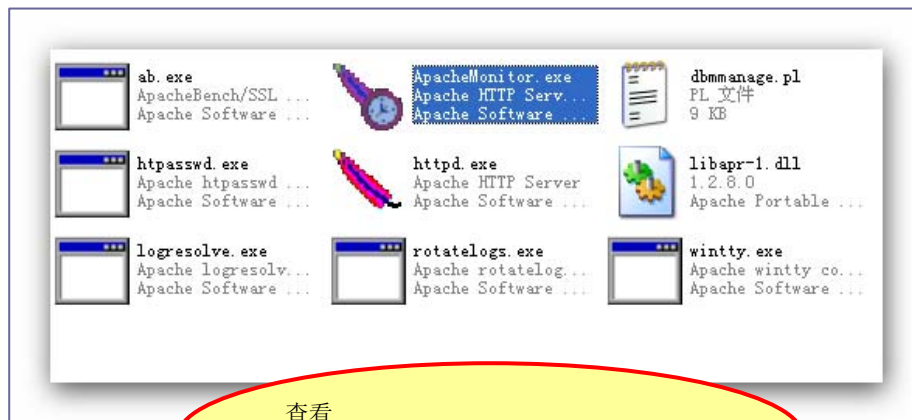 ab.exe
ApacheBench/SSL ...
Apache Software ...
ApacheMonitor.exe
Apache HTTP Serv...
Apache Software ...
dbmmanage.pl
PL 文件
9 KB
htpasswd.exe
Apache htpasswd ...
Apache Software ...
httpd.exe
Apache HTTP Server
Apache Software ...
libapr-1.dll
1.2.8.0
Apache Portable ...
logresolve.exe
Apache logresolv...
Apache Software ...
rotatelogs.exe
Apache rotatelog...
Apache Software ...
wintty.exe
Apache wintty co...
Apache Software ...
查看